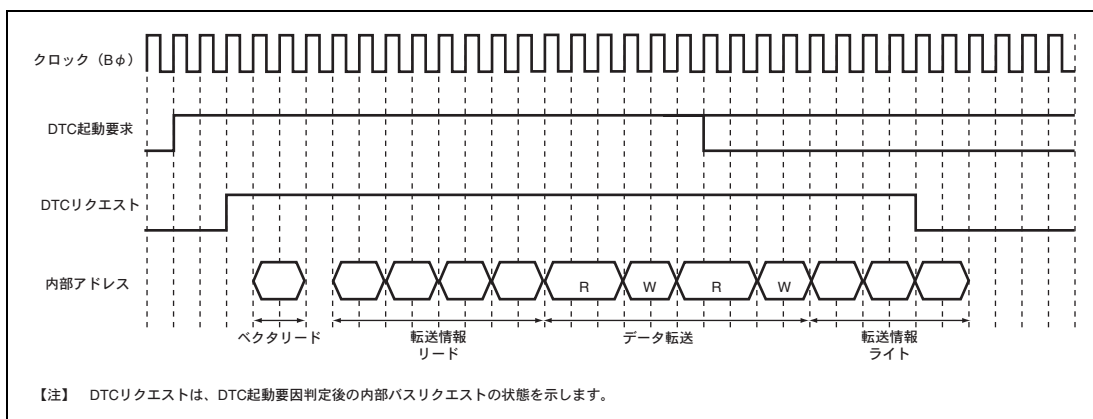 クロック（Bφ）
DTC起動要求
DTCリクエスト
内部アドレス
R W R W
ベクタリード 転送情報 データ転送 転送情報
リード ライト
【注】 DTCリクエストは、DTC起動要因判定後の内部バスリクエストの状態を示します。